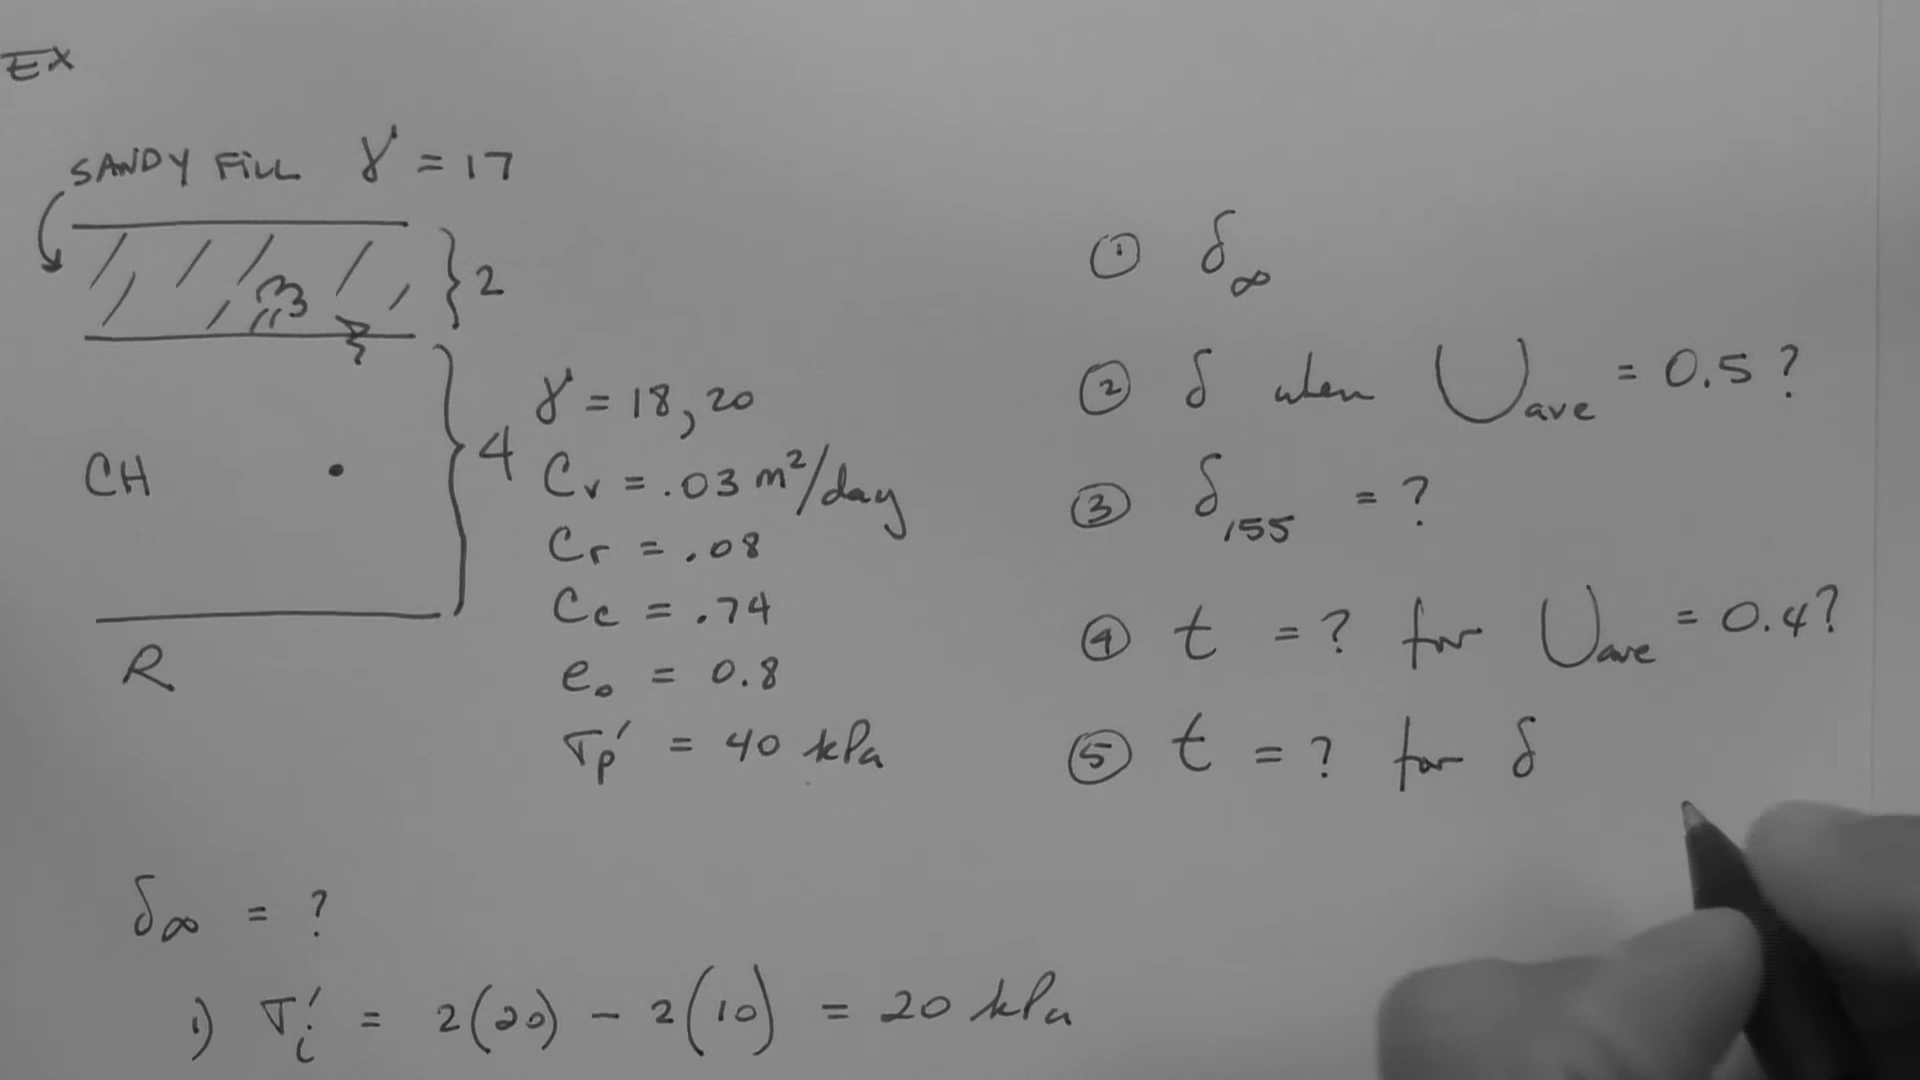 EX
SANDY FILL γ = 17
2
CH
4
R
γ = 18, 20
Cv = .03 m²/day
Cr = .08
Cc = .74
e₀ = 0.8
σp' = 40 kPa
① δ∞
② δ when Uave = 0.5 ?
③ δ155 = ?
④ t = ? for Uave = 0.4?
⑤ t = ? for δ
δ∞ = ?
1) σi' = 2(20) - 2(10) = 20 kPa